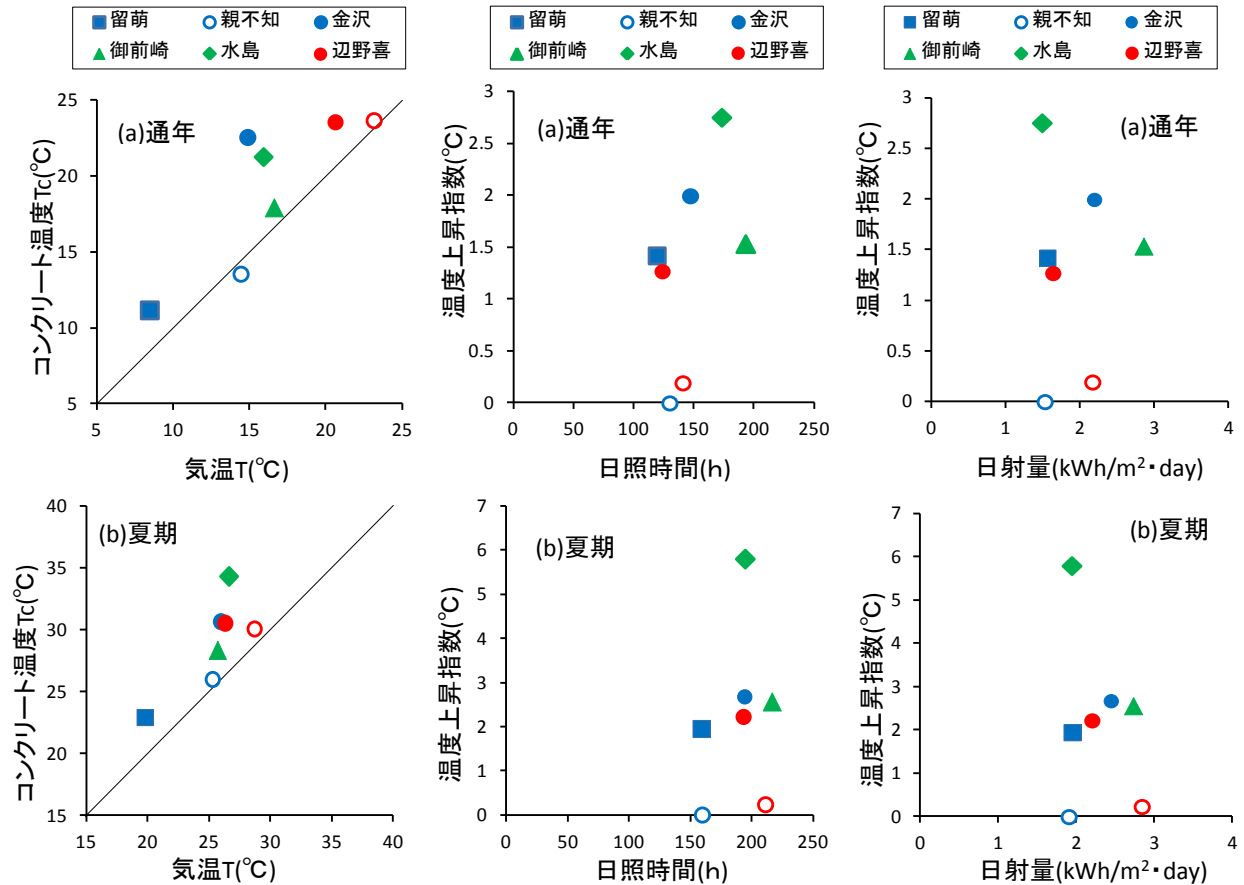 留萌 親不知 金沢
御前崎 水島 辺野喜
(a)通年
コンクリート温度Tc(℃)
25
20
15
10
5
5 10 15 20 25
気温T(℃)
留萌 親不知 金沢
御前崎 水島 辺野喜
(a)通年
温度上昇指数(℃)
3
2.5
2
1.5
1
0.5
0
0 50 100 150 200 250
日照時間(h)
留萌 親不知 金沢
御前崎 水島 辺野喜
(a)通年
温度上昇指数(℃)
3
2.5
2
1.5
1
0.5
0
0 1 2 3 4
日射量(kWh/m²・day)
(b)夏期
コンクリート温度Tc(℃)
40
35
30
25
20
15
15 20 25 30 35 40
気温T(℃)
(b)夏期
温度上昇指数(℃)
7
6
5
4
3
2
1
0
0 50 100 150 200 250
日照時間(h)
(b)夏期
温度上昇指数(℃)
7
6
5
4
3
2
1
0
0 1 2 3 4
日射量(kWh/m²・day)